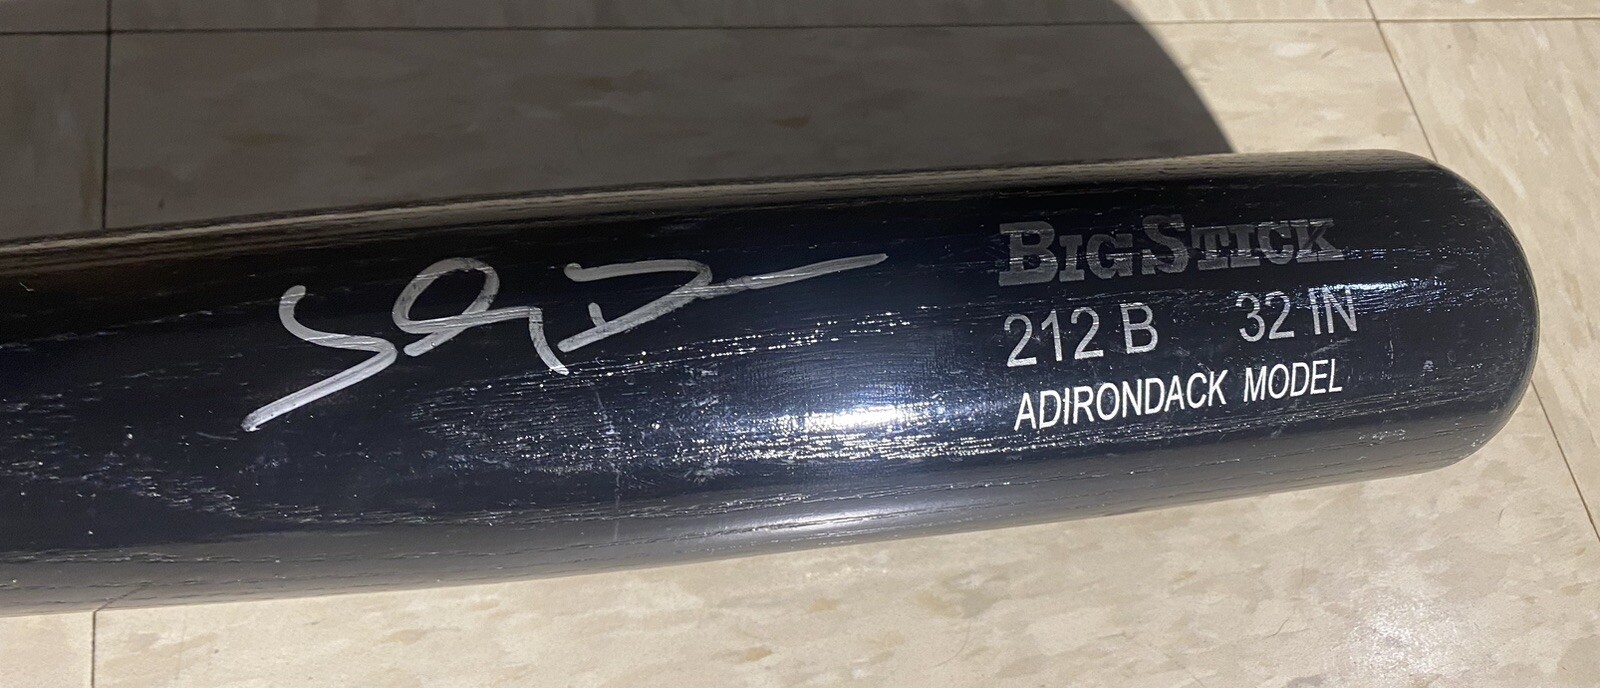 BIGSTICK
212 B 32 IN
ADIRONDACK MODEL